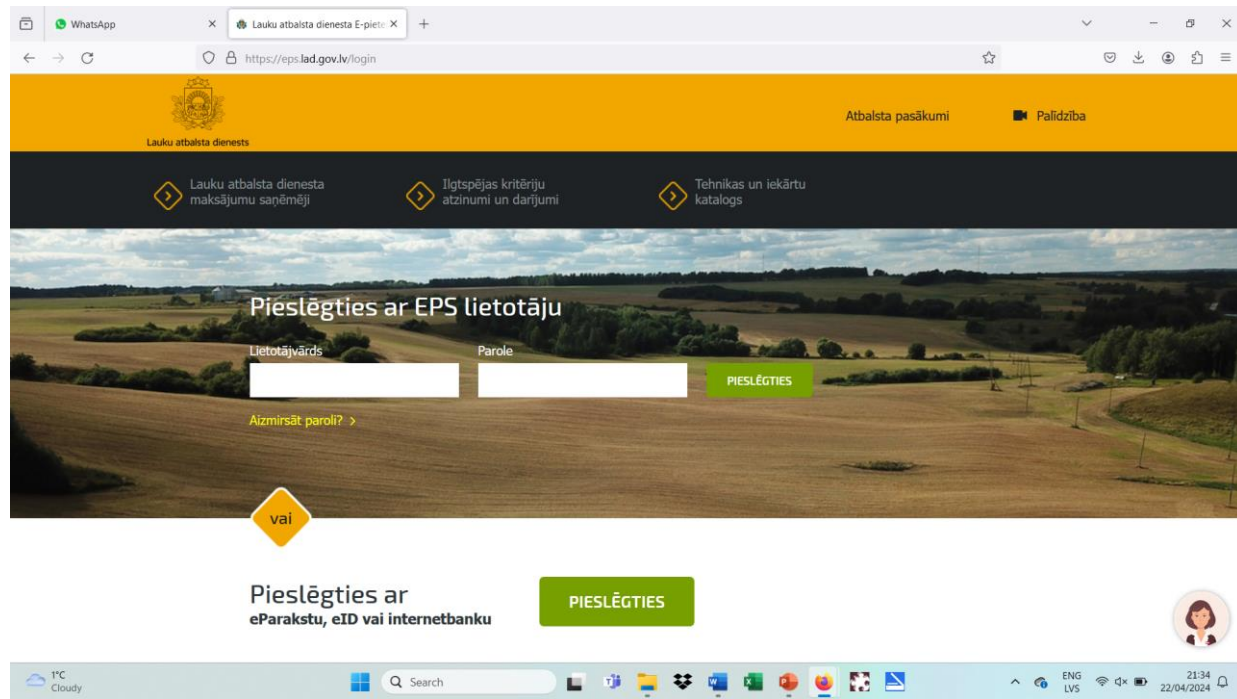 WhatsApp
Lauku atbalsta dienesta E-piete
https://eps.lad.gov.lv/login
Lauku atbalsta dienests
Atbalsta pasākumi
Palīdzība
Lauku atbalsta dienesta
maksājumu saņēmēji
Ilgtspējas kritēriju
atzinumi un darījumi
Tehnikas un iekārtu
katalogs
Pieslēgties ar EPS lietotāju
Lietotājvārds
Parole
PIESLĒGTIES
Aizmirsāt paroli? >
vai
Pieslēgties ar
eParakstu, eID vai internetbanku
PIESLĒGTIES
1°C
Cloudy
Search
ENG
LVS
21:34
22/04/2024